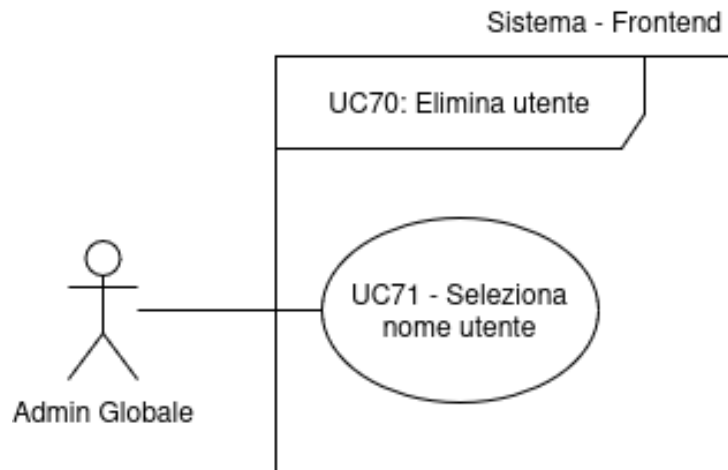 Sistema - Frontend
UC70: Elimina utente
UC71 - Seleziona
nome utente
Admin Globale